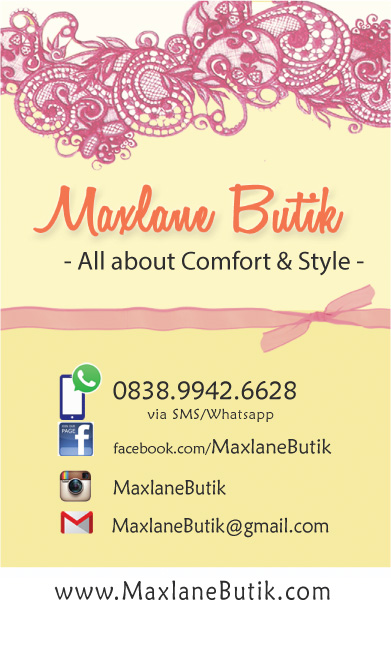 Maxlane Butik
- All about Comfort & Style -
0838.9942.6628
via SMS/Whatsapp
facebook.com/MaxlaneButik
MaxlaneButik
MaxlaneButik@gmail.com
www.MaxlaneButik.com